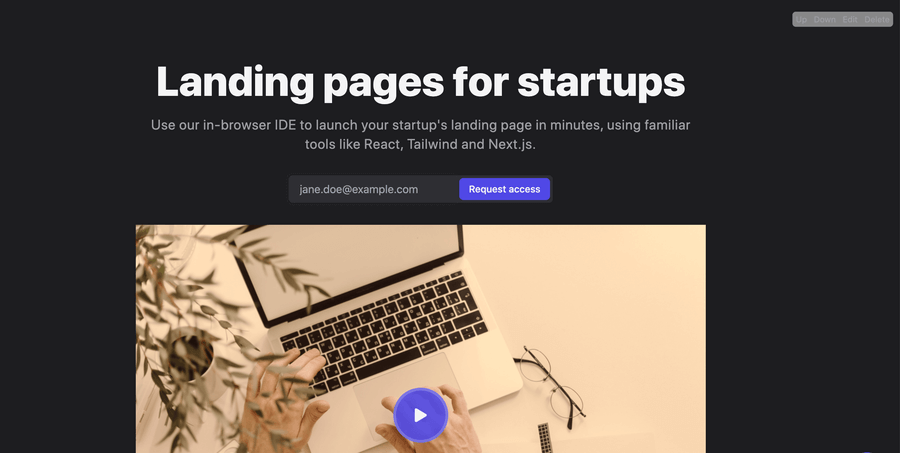 Up Down Edit Delete
Landing pages for startups
Use our in-browser IDE to launch your startup's landing page in minutes, using familiar
tools like React, Tailwind and Next.js.
jane.doe@example.com Request access